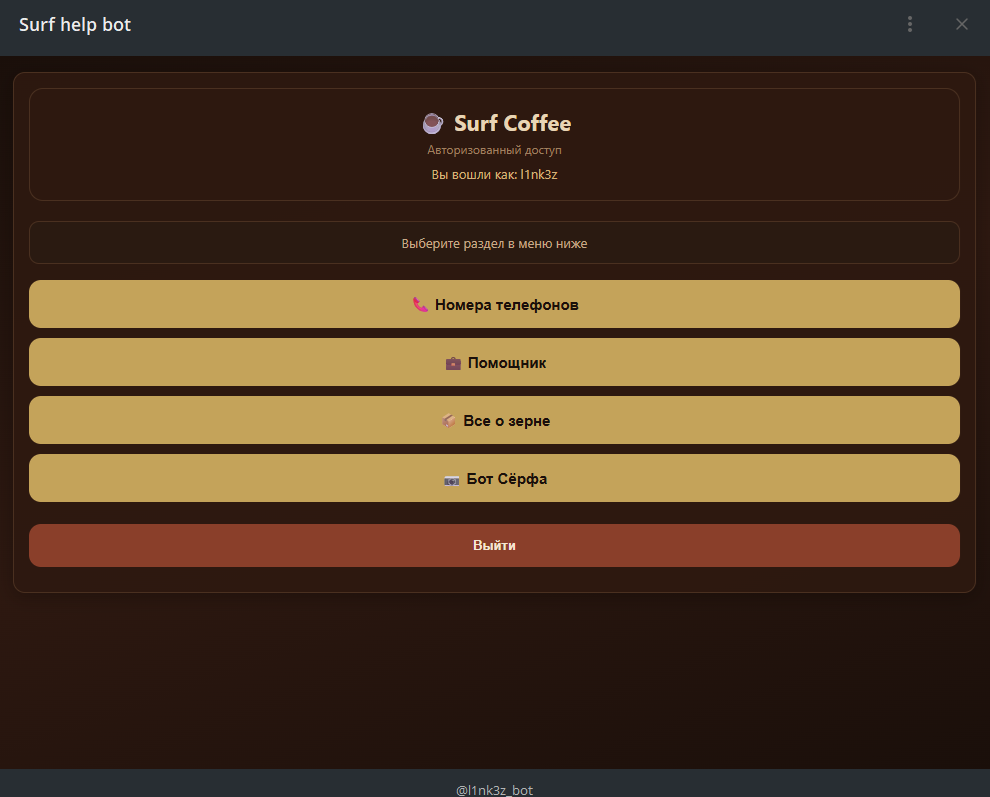 Surf help bot
Surf Coffee
Авторизованный доступ
Вы вошли как: l1nk3z
Выберите раздел в меню ниже
Номера телефонов
Помощник
Все о зерне
Бот Сёрфа
Выйти
@l1nk3z_bot